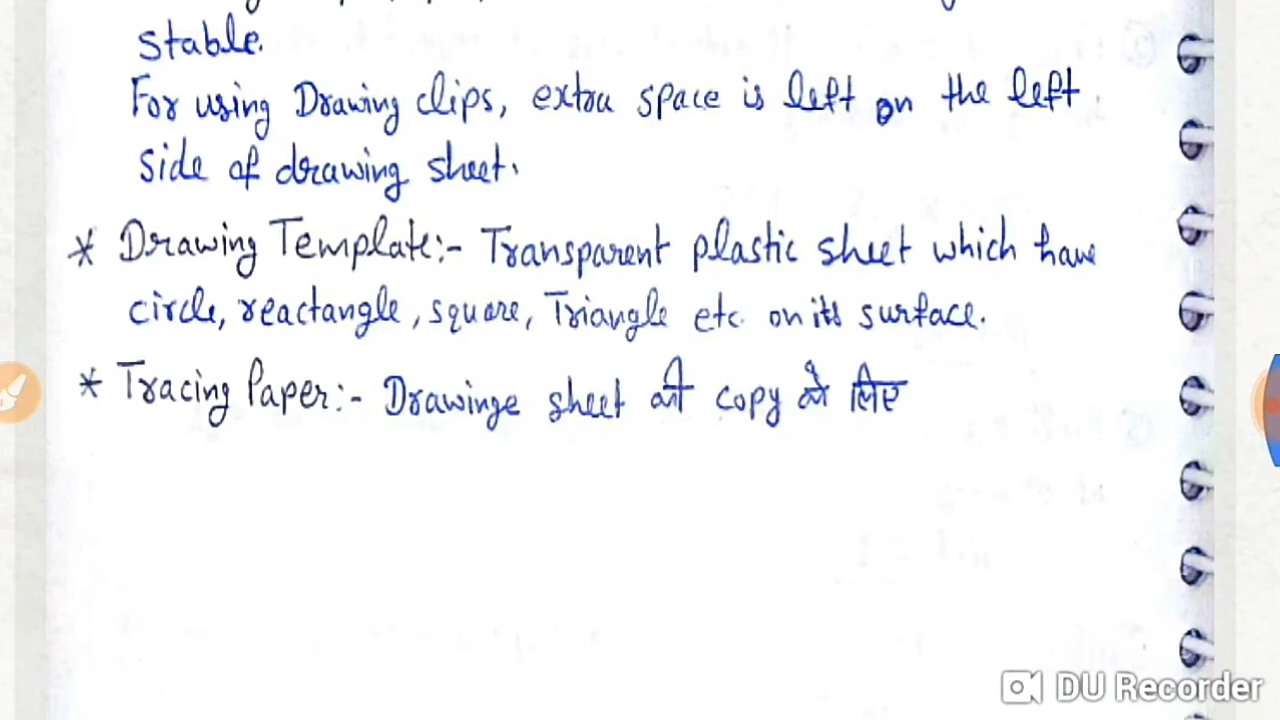 stable.
For using Drawing clips, extra space is left on the left
side of drawing sheet.
* Drawing Template:- Transparent plastic sheet which have
circle, reactangle, square, Triangle etc. on its surface.
* Tracing Paper:- Drawinge sheet की copy के लिए
DU Recorder